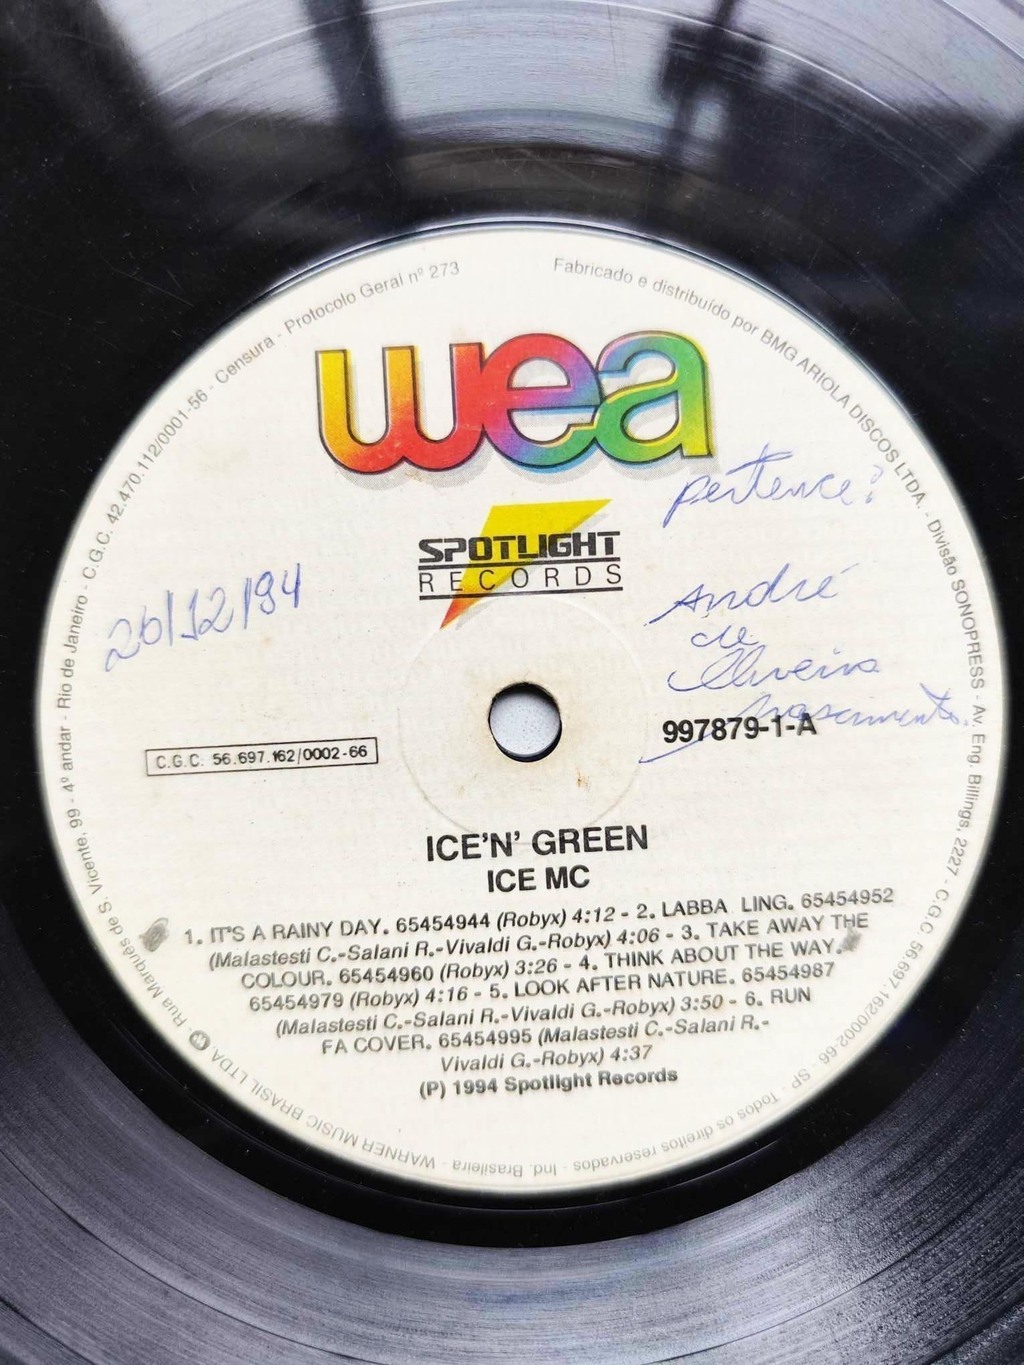 C.G.C. 42.470.112/0001-56 - Censura - Protocolo Geral nº 273
Fabricado e distribuído por BMG ARIOLA DISCOS LTDA. - Divisão SONOPRESS - Av. Eng. Billings, 2227 - C.G.C. 56.697.162/0002-66 - SP - Todos os direitos reservados - Ind. Brasileira -
WARNER MUSIC BRASIL LTDA. Rua Marquês de S. Vicente, 99 - 4º andar - Rio de Janeiro -
wea
SPOTLIGHT
RECORDS
pertence?
26/12/94
André
de
Oliveira
Nascimento.
997879-1-A
C.G.C. 56.697.162/0002-66
ICE'N' GREEN
ICE MC
1. IT'S A RAINY DAY. 65454944 (Robyx) 4:12 - 2. LABBA LING. 65454952
(Malastesti C.-Salani R.-Vivaldi G.-Robyx) 4:06 - 3. TAKE AWAY THE
COLOUR. 65454960 (Robyx) 3:26 - 4. THINK ABOUT THE WAY.
65454979 (Robyx) 4:16 - 5. LOOK AFTER NATURE. 65454987
(Malastesti C.-Salani R.-Vivaldi G.-Robyx) 3:50 - 6. RUN
FA COVER. 65454995 (Malastesti C.-Salani R.-
Vivaldi G.-Robyx) 4:37
(P) 1994 Spotlight Records